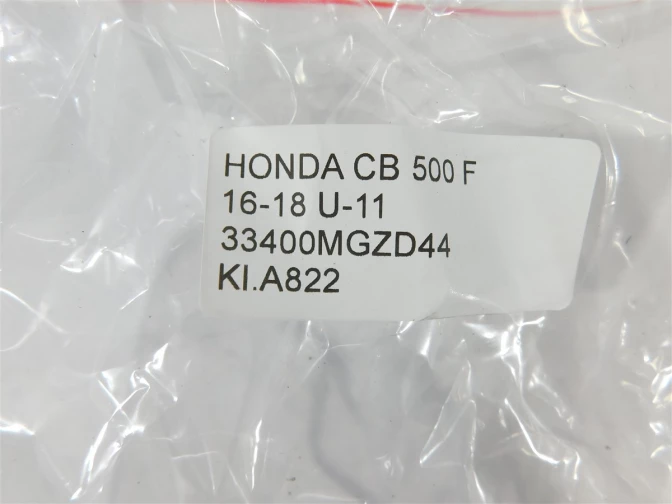 HONDA CB 500 F
16-18 U-11
33400MGZD44
KI.A822